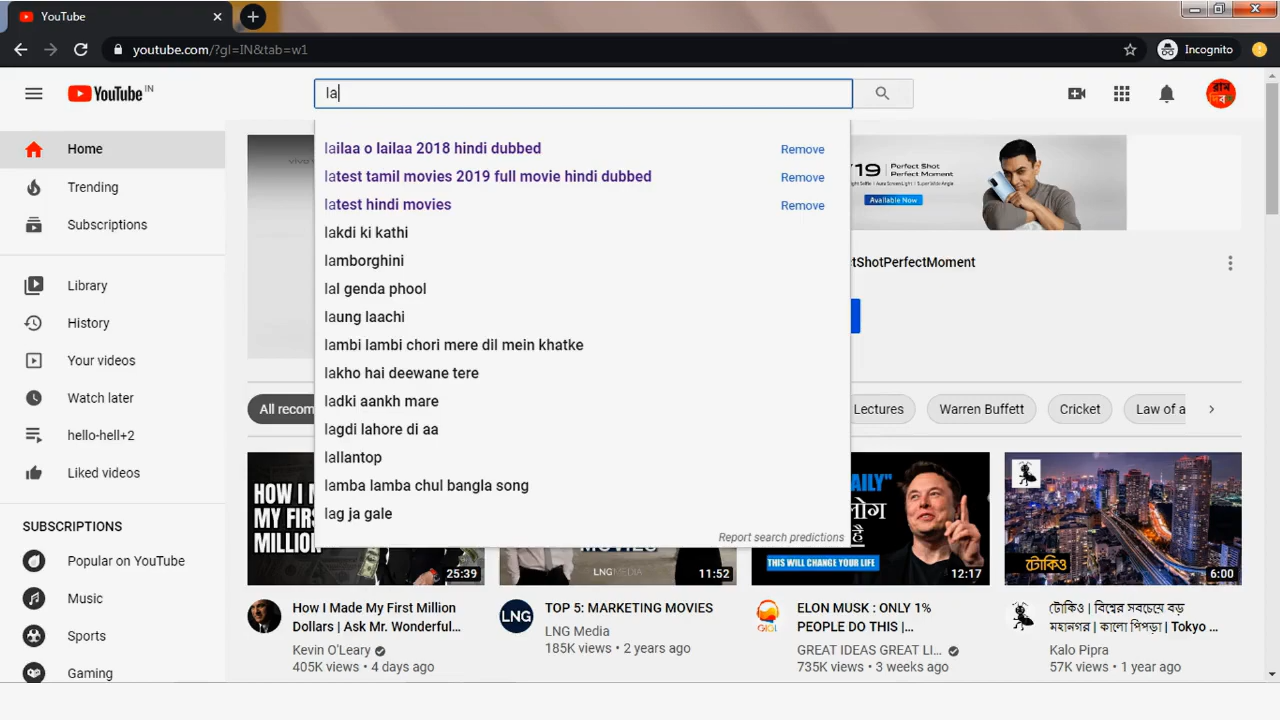 YouTube
youtube.com/?gl=IN&tab=w1
Incognito
YouTube IN
la
lailaa o lailaa 2018 hindi dubbed Remove
latest tamil movies 2019 full movie hindi dubbed Remove
latest hindi movies Remove
lakdi ki kathi
lamborghini
lal genda phool
laung laachi
lambi lambi chori mere dil mein khatke
lakho hai deewane tere
ladki aankh mare
lagdi lahore di aa
lallantop
lamba lamba chul bangla song
lag ja gale
Report search predictions
Home
Trending
Subscriptions
Library
History
Your videos
Watch later
hello-hell+2
Liked videos
SUBSCRIPTIONS
Popular on YouTube
Music
Sports
Gaming
Perfect Shot
Perfect Moment
Available Now
ctShotPerfectMoment
All recom
Lectures
Warren Buffett
Cricket
Law of a
HOW I M
MY FIRS
MILLION
25:39
MOVIES
LNG MEDIA
11:52
AILY"
लोग
है
THIS WILL CHANGE YOUR LIFE
12:17
টোকিও
6:00
How I Made My First Million
Dollars | Ask Mr. Wonderful...
Kevin O'Leary
405K views • 4 days ago
LNG
TOP 5: MARKETING MOVIES
LNG Media
185K views • 2 years ago
GIGL
ELON MUSK : ONLY 1%
PEOPLE DO THIS |...
GREAT IDEAS GREAT LI...
735K views • 3 weeks ago
টোকিও | বিশ্বের সবচেয়ে বড়
মহানগর | কালো পিপড়া | Tokyo ...
Kalo Pipra
57K views • 1 year ago